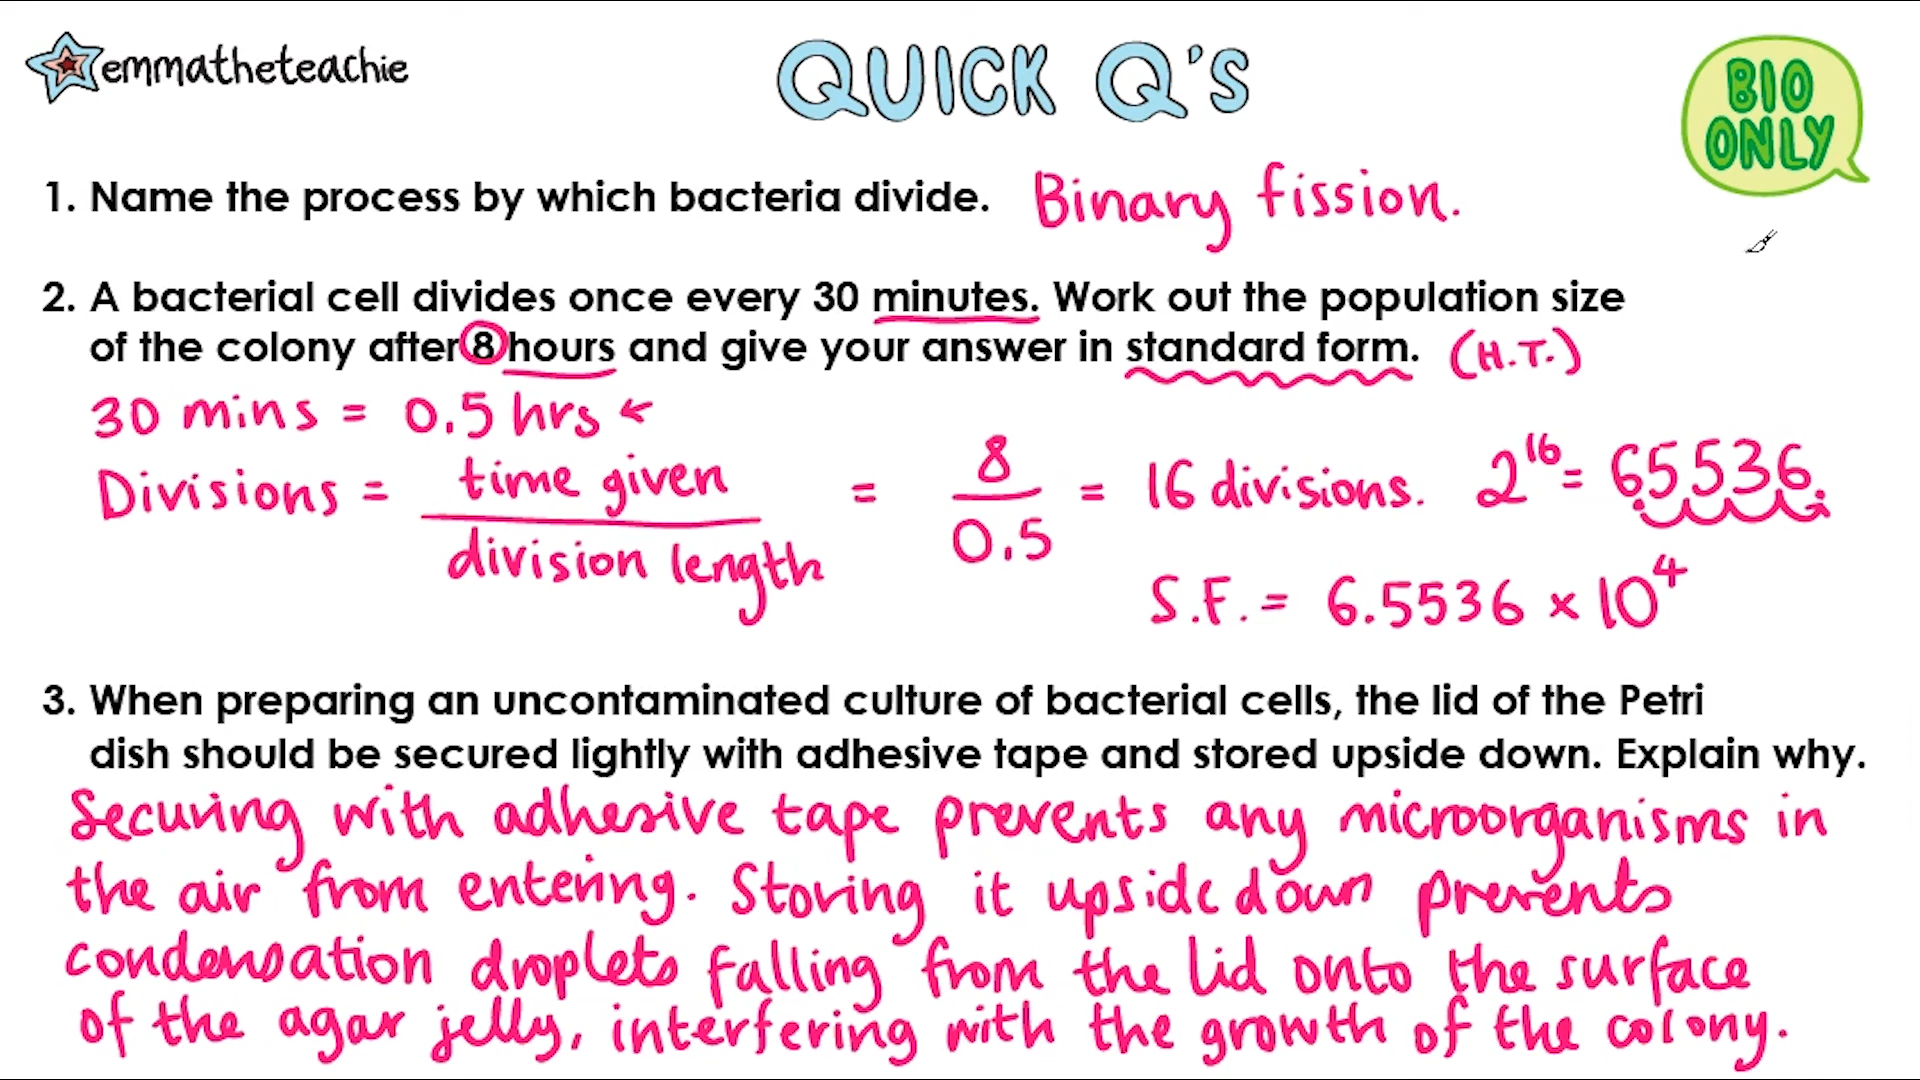 emmatheteachie
QUICK Q'S
BIO
ONLY
1. Name the process by which bacteria divide. Binary fission.
2. A bacterial cell divides once every 30 minutes. Work out the population size
of the colony after 8 hours and give your answer in standard form. (H.T.)
30 mins = 0.5 hrs ←
Divisions = time given / division length = 8 / 0.5 = 16 divisions. 2^16 = 65536.
S.F. = 6.5536 × 10^4
3. When preparing an uncontaminated culture of bacterial cells, the lid of the Petri
dish should be secured lightly with adhesive tape and stored upside down. Explain why.
Securing with adhesive tape prevents any microorganisms in
the air from entering. Storing it upside down prevents
condensation droplets falling from the lid onto the surface
of the agar jelly, interfering with the growth of the colony.